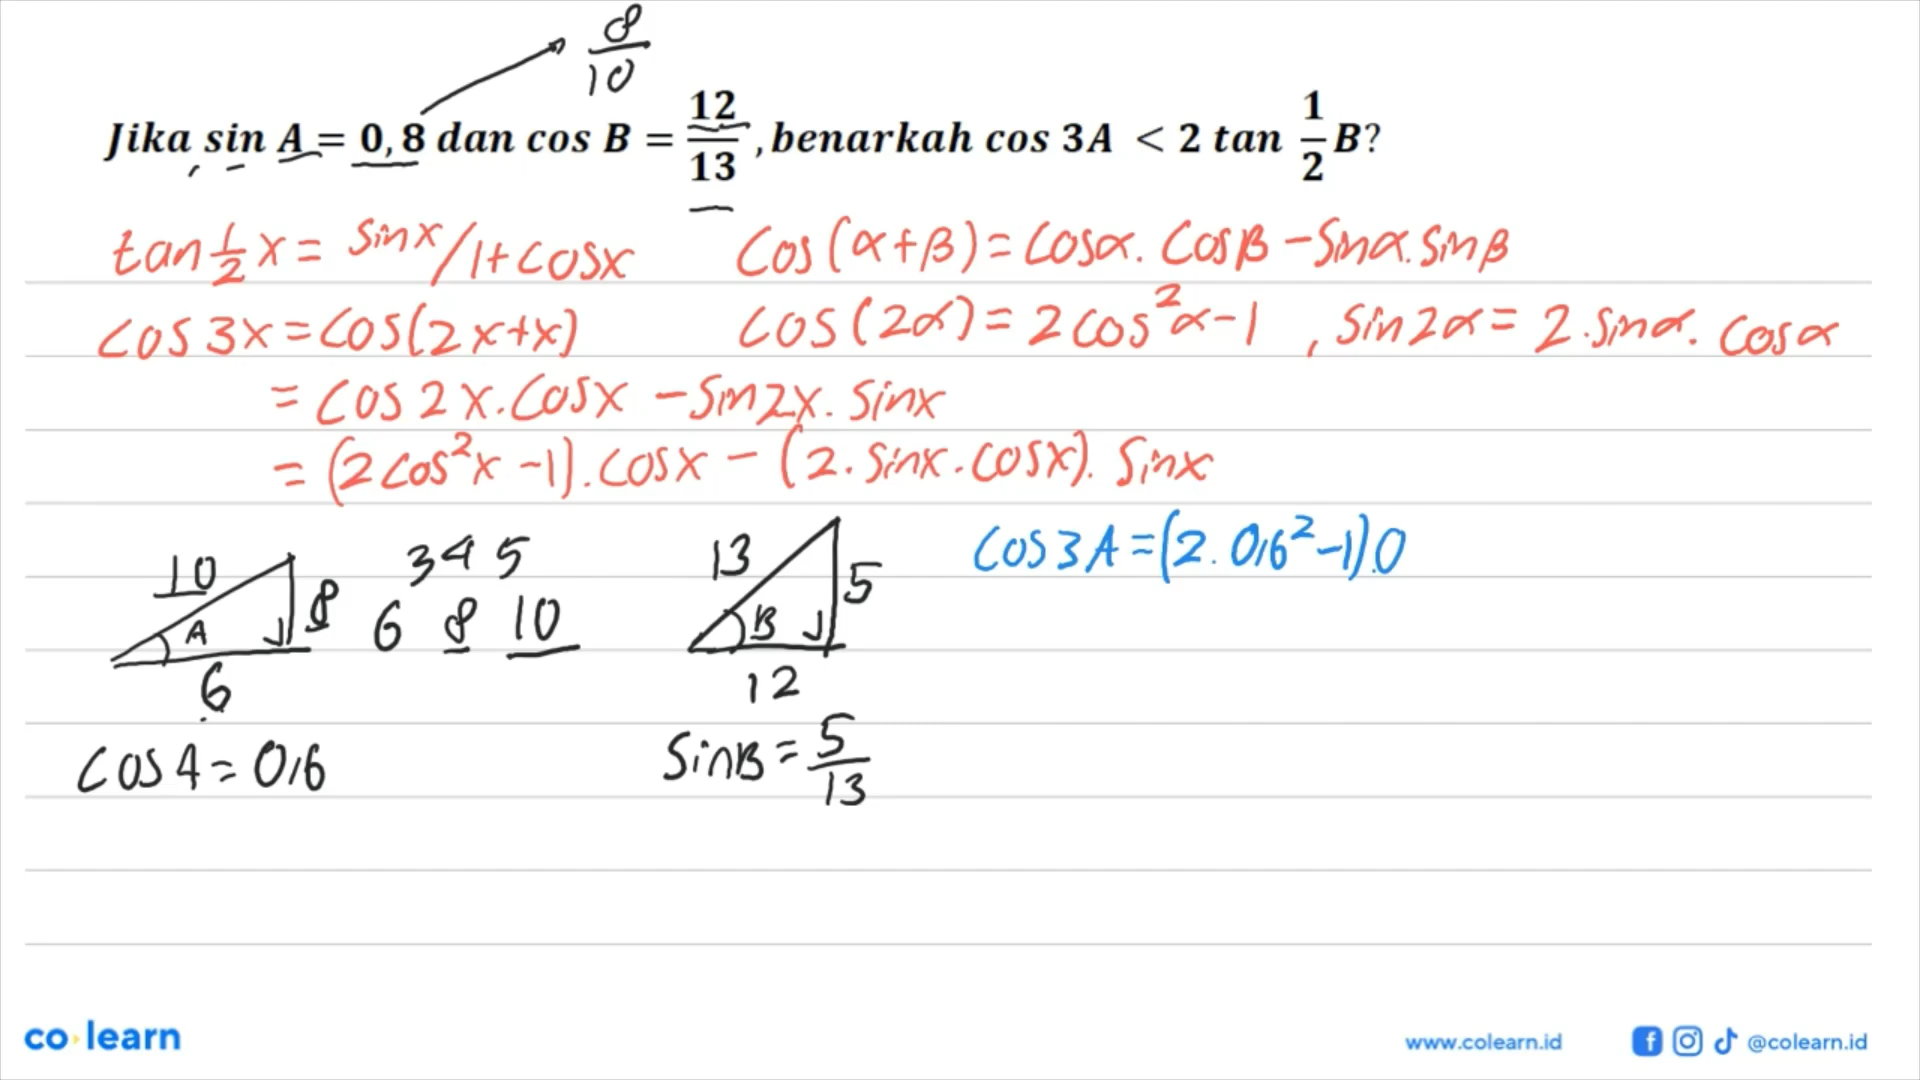 8/10
Jika sin A = 0,8 dan cos B = 12/13, benarkah cos 3A < 2 tan 1/2 B?
tan 1/2 x = sin x / 1 + cos x
cos(α+β) = cos α . cos β - sin α . sin β
cos 3x = cos(2x+x)
cos(2α) = 2 cos²α - 1 , sin 2α = 2 . sin α . cos α
= cos 2x . cos x - sin 2x . sin x
= (2 cos²x - 1) . cos x - (2 . sin x . cos x) . sin x
10
A
8
6
3 4 5
6 8 10
13
B
5
12
cos 3A = (2 . 0,6² - 1) . 0
cos A = 0,6
sin B = 5/13
co learn
www.colearn.id
@colearn.id